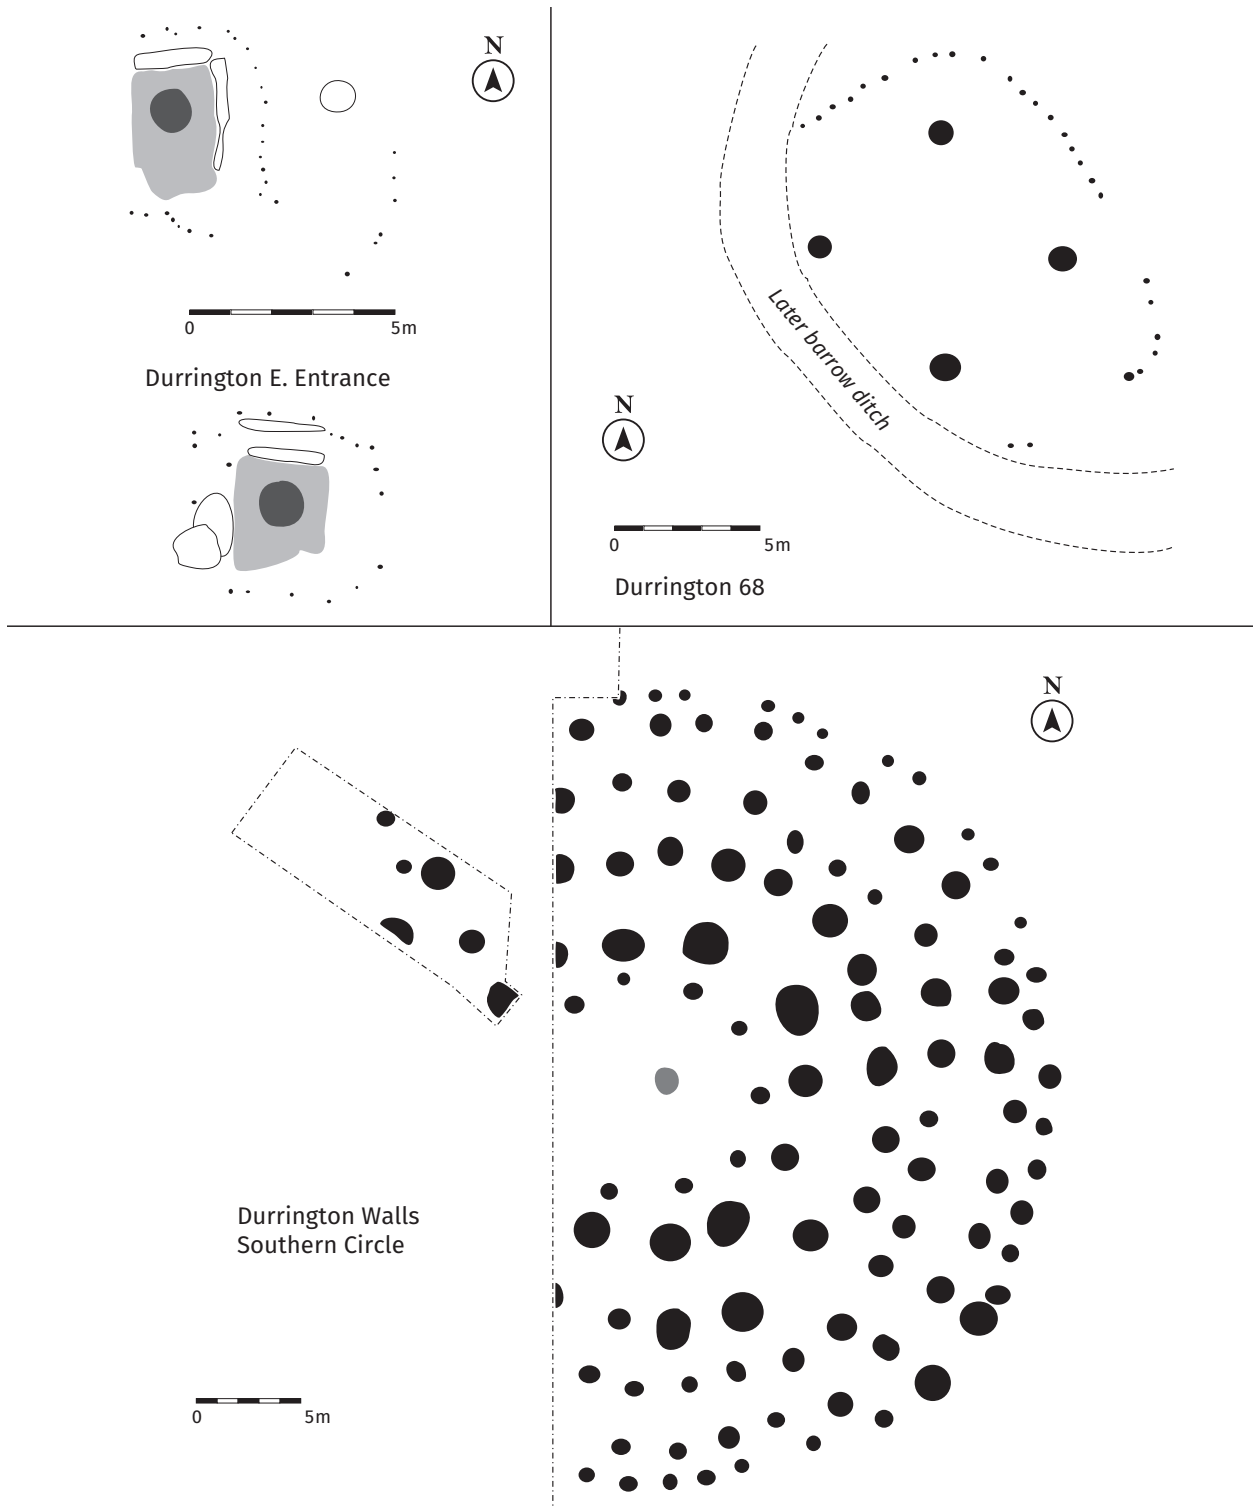 N
0 5m
Durrington E. Entrance
N
Later barrow ditch
0 5m
Durrington 68
N
Durrington Walls
Southern Circle
0 5m